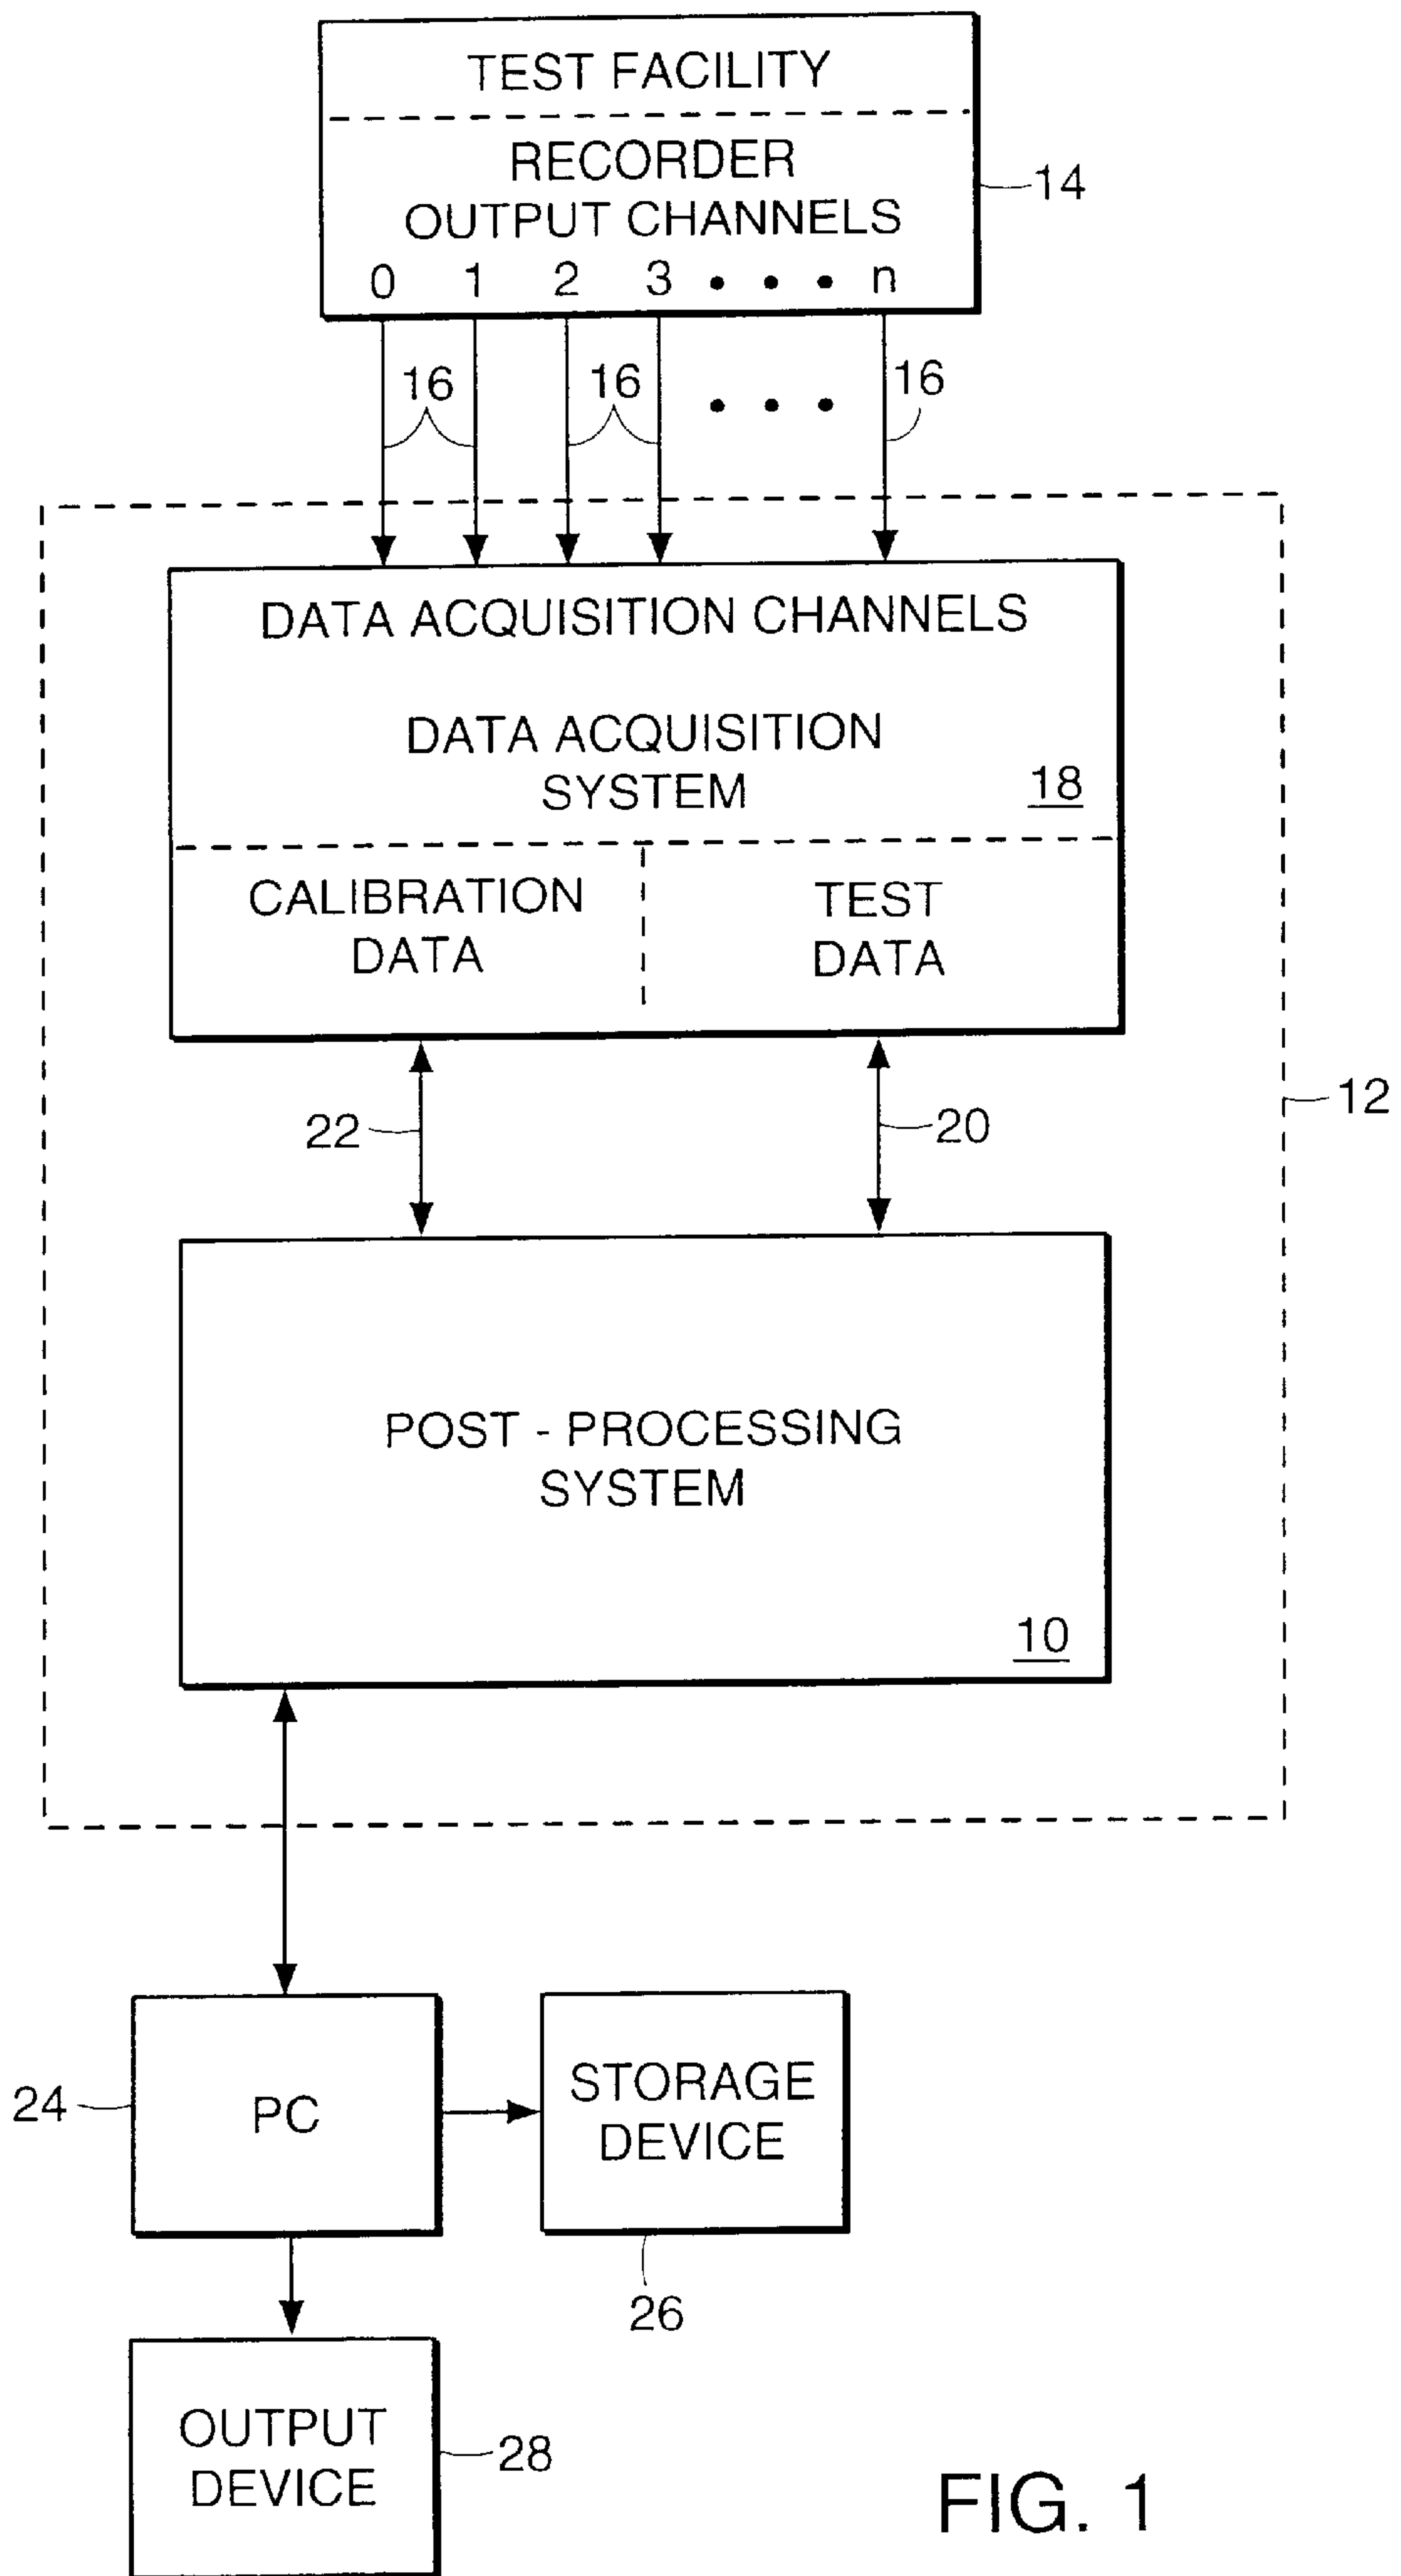 TEST FACILITY
RECORDER
OUTPUT CHANNELS
0 1 2 3 • • • n
14
16 16 • • • 16
DATA ACQUISITION CHANNELS
DATA ACQUISITION
SYSTEM
18
CALIBRATION
DATA
TEST
DATA
12
22
20
POST - PROCESSING
SYSTEM
10
24
PC
STORAGE
DEVICE
26
OUTPUT
DEVICE
28
FIG. 1